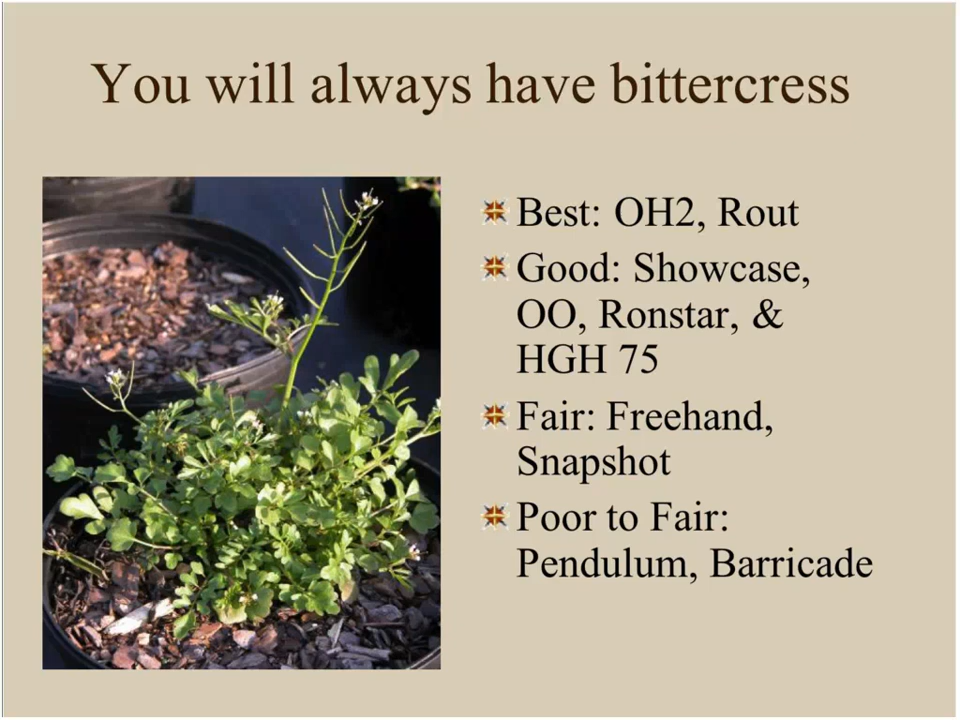 You will always have bittercress
Best: OH2, Rout
Good: Showcase,
OO, Ronstar, &
HGH 75
Fair: Freehand,
Snapshot
Poor to Fair:
Pendulum, Barricade